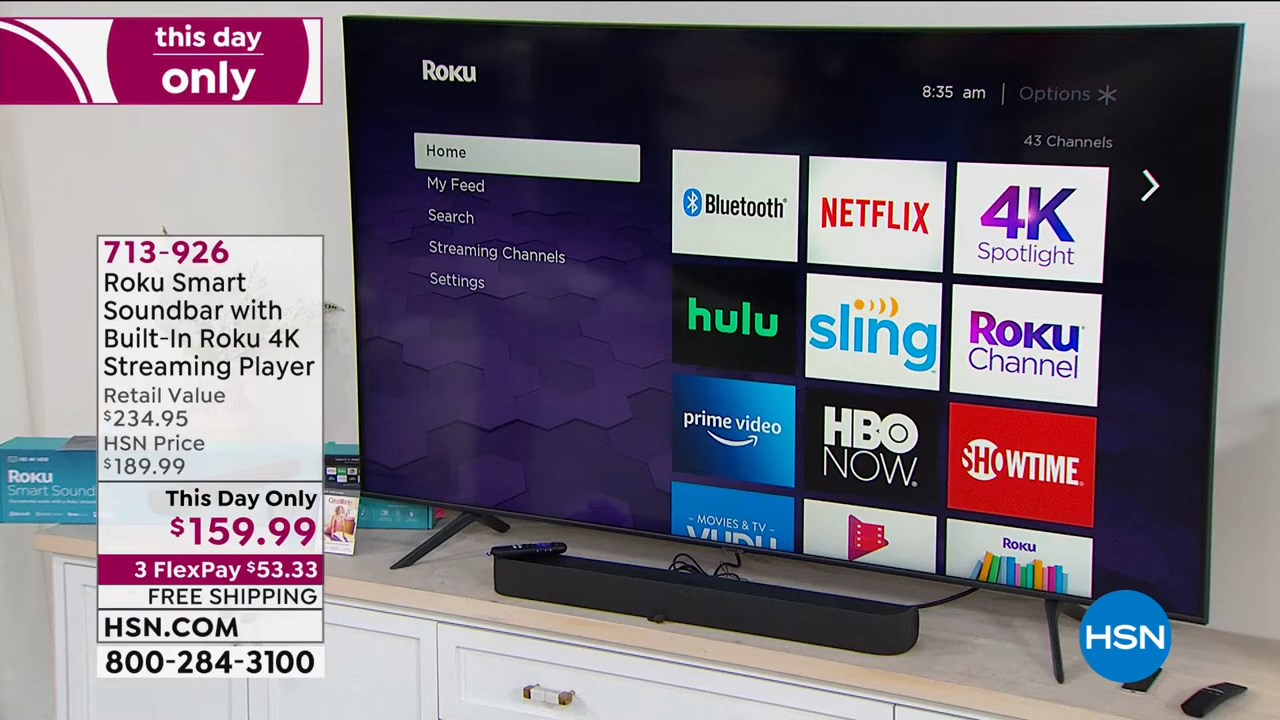 this day
only
713-926
Roku Smart
Soundbar with
Built-In Roku 4K
Streaming Player
Retail Value
$234.95
HSN Price
$189.99
This Day Only
$159.99
3 FlexPay $53.33
FREE SHIPPING
HSN.COM
800-284-3100
Roku
Smart Sound
Roku
8:35 am | Options
43 Channels
Home
My Feed
Search
Streaming Channels
Settings
Bluetooth
NETFLIX
4K
Spotlight
hulu
sling
Roku
Channel
prime video
HBO
NOW
SHOWTIME
MOVIES & TV
VUDU
Roku
HSN